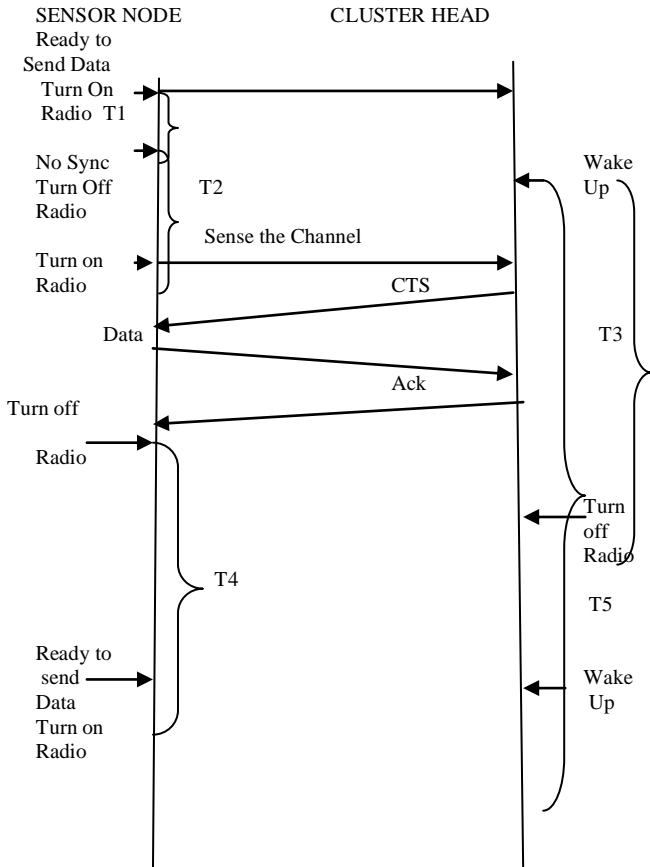 SENSOR NODE CLUSTER HEAD
Ready to
Send Data
Turn On
Radio T1
No Sync
Turn Off
Radio
T2
Wake
Up
Sense the Channel
Turn on
Radio
CTS
Data
T3
Ack
Turn off
Radio
Turn
off
Radio
T4
T5
Ready to
send
Data
Turn on
Radio
Wake
Up